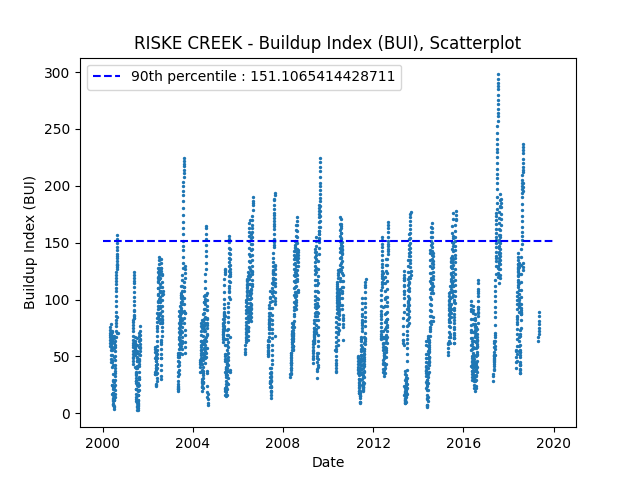 RISKE CREEK - Buildup Index (BUI), Scatterplot
90th percentile : 151.1065414428711
Buildup Index (BUI)
300
250
200
150
100
50
0
2000 2004 2008 2012 2016 2020
Date